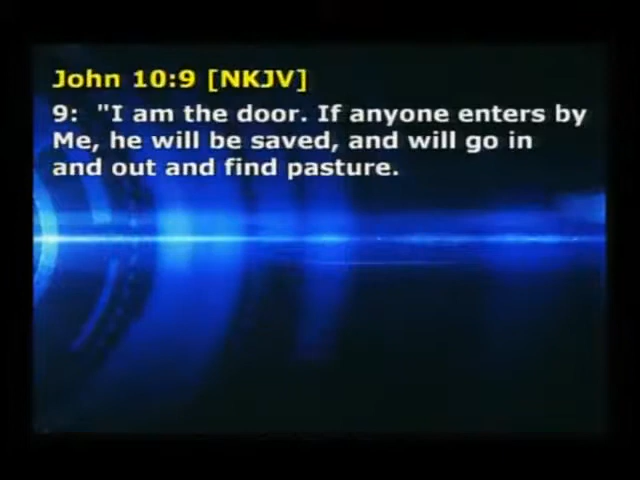 John 10:9 [NKJV]
9: "I am the door. If anyone enters by
Me, he will be saved, and will go in
and out and find pasture.